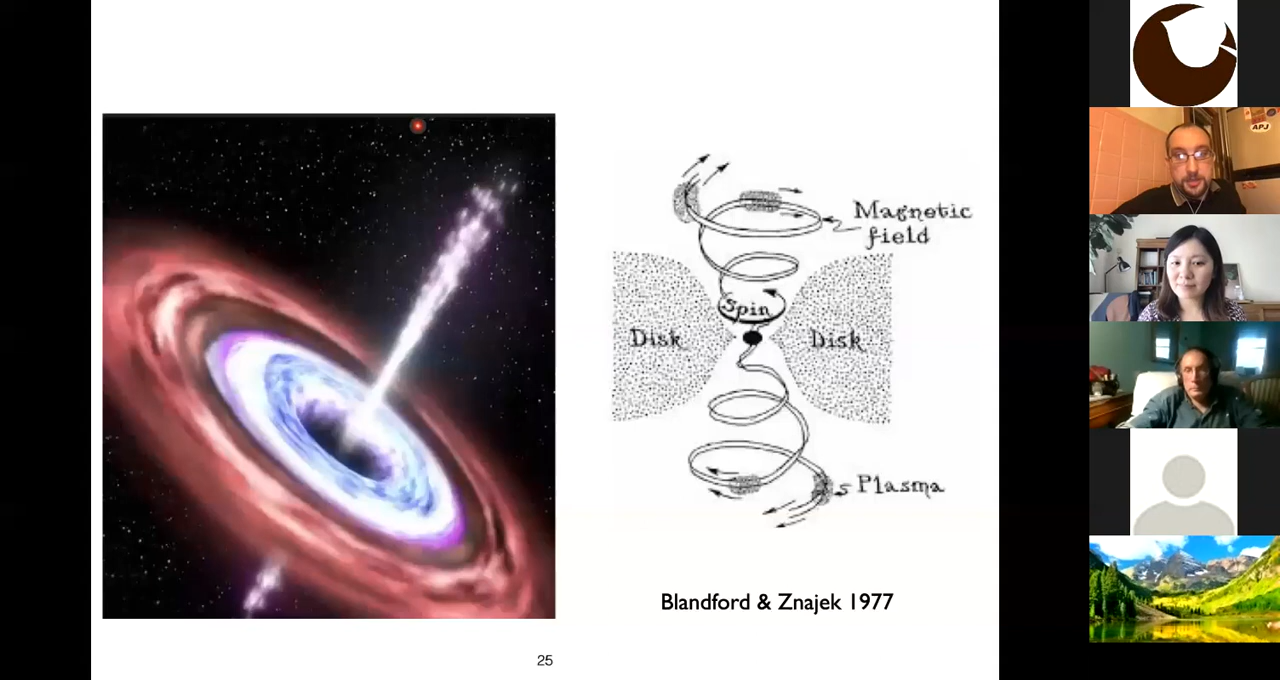 Magnetic
field
Spin
Disk
Disk
Plasma
Blandford & Znajek 1977
25
APJ